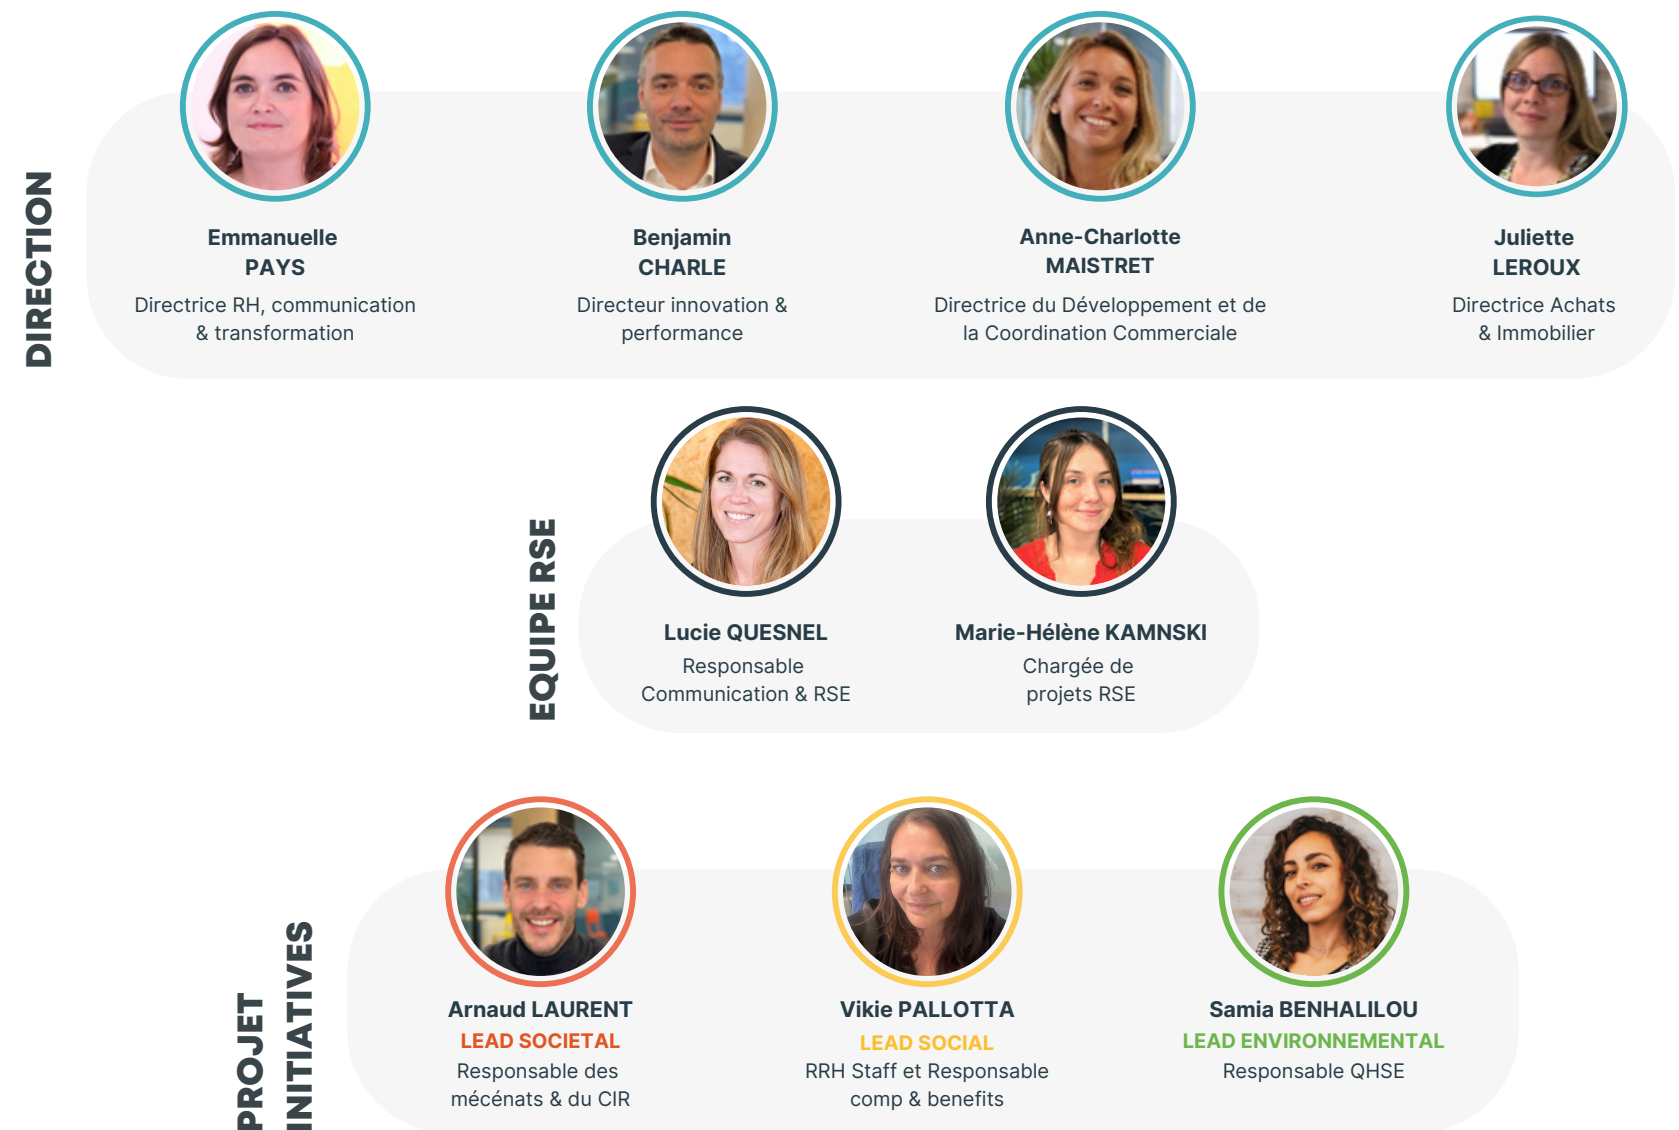 DIRECTION
Emmanuelle
PAYS
Directrice RH, communication
& transformation
Benjamin
CHARLE
Directeur innovation &
performance
Anne-Charlotte
MAISTRET
Directrice du Développement et de
la Coordination Commerciale
Juliette
LEROUX
Directrice Achats
& Immobilier
EQUIPE RSE
Lucie QUESNEL
Responsable
Communication & RSE
Marie-Hélène KAMNSKI
Chargée de
projets RSE
PROJET
INITIATIVES
Arnaud LAURENT
LEAD SOCIETAL
Responsable des
mécénats & du CIR
Vikie PALLOTTA
LEAD SOCIAL
RRH Staff et Responsable
comp & benefits
Samia BENHALILOU
LEAD ENVIRONNEMENTAL
Responsable QHSE